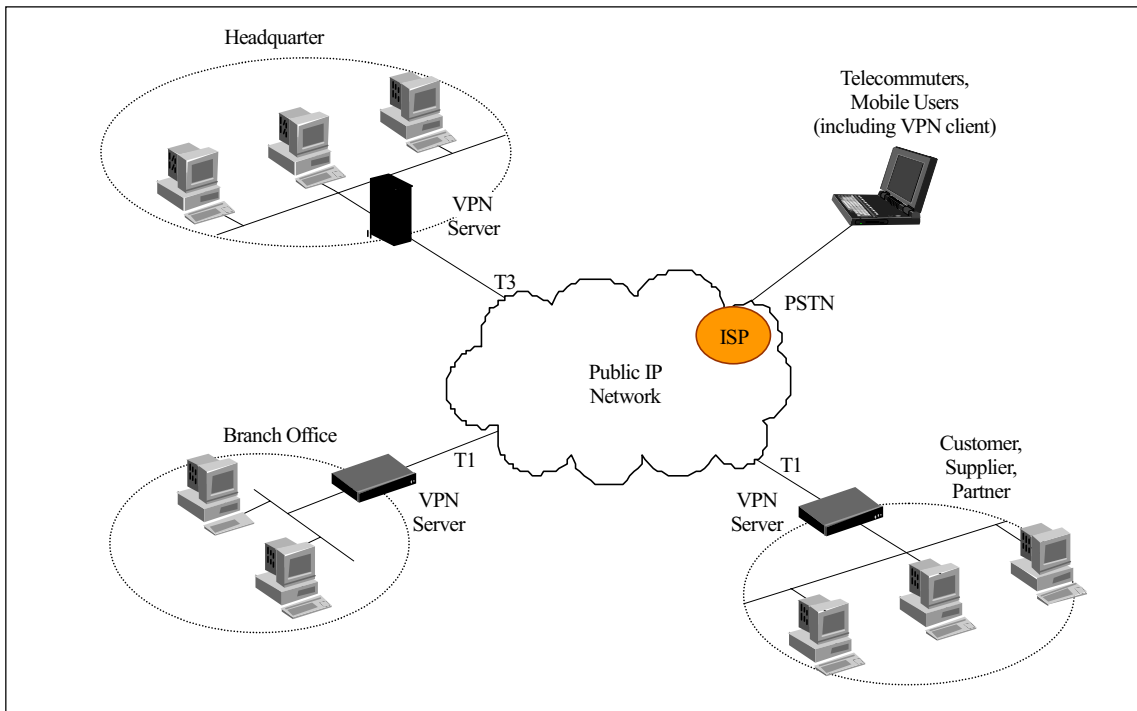 Headquarter
Telecommuters,
Mobile Users
(including VPN client)
VPN
Server
T3
PSTN
ISP
Public IP
Network
Branch Office
T1
VPN
Server
Customer,
Supplier,
Partner
T1
VPN
Server